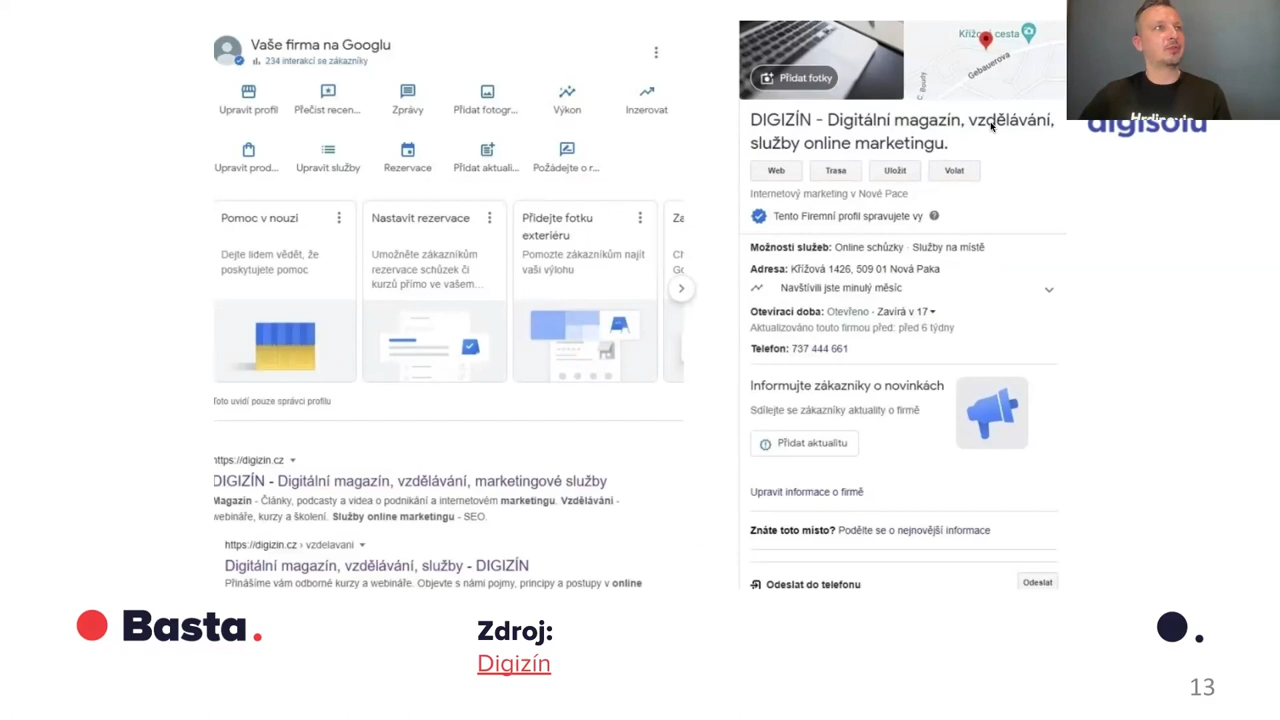 Vaše firma na Googlu
234 interakcí se zákazníky
Upravit profil
Přečíst recen...
Zprávy
Přidat fotogr...
Výkon
Inzerovat
Upravit prod...
Upravit služby
Rezervace
Přidat aktuali...
Požádejte o r...
Pomoc v nouzi
Dejte lidem vědět, že
poskytujete pomoc
Nastavit rezervace
Umožněte zákazníkům
rezervace schůzek či
kurzů přímo ve vašem...
Přidejte fotku
exteriéru
Pomozte zákazníkům najít
vaši výlohu
Za
Toto uvidí pouze správci profilu
https://digizin.cz
DIGIZÍN - Digitální magazín, vzdělávání, marketingové služby
Magazín - Články, podcasty a videa o podnikání a internetovém marketingu. Vzdělávání -
webináře, kurzy a školení. Služby online marketingu - SEO.
https://digizin.cz › vzdelavani
Digitální magazín, vzdělávání, služby - DIGIZÍN
Přinášíme vám odborné kurzy a webináře. Objevte s námi pojmy, principy a postupy v online
Přidat fotky
Křížová cesta
Gebauerova
DIGIZÍN - Digitální magazín, vzdělávání,
služby online marketingu.
Web
Trasa
Uložit
Volat
Internetový marketing v Nové Pace
Tento Firemní profil spravujete vy
Možnosti služeb: Online schůzky · Služby na místě
Adresa: Křížová 1426, 509 01 Nová Paka
Navštívili jste minulý měsíc
Otevírací doba: Otevřeno · Zavírá v 17
Aktualizováno touto firmou před: před 6 týdny
Telefon: 737 444 661
Informujte zákazníky o novinkách
Sdílejte se zákazníky aktuality o firmě
Přidat aktualitu
Upravit informace o firmě
Znáte toto místo? Podělte se o nejnovější informace
Odeslat do telefonu
Odeslat
Basta.
Zdroj:
Digizín
13